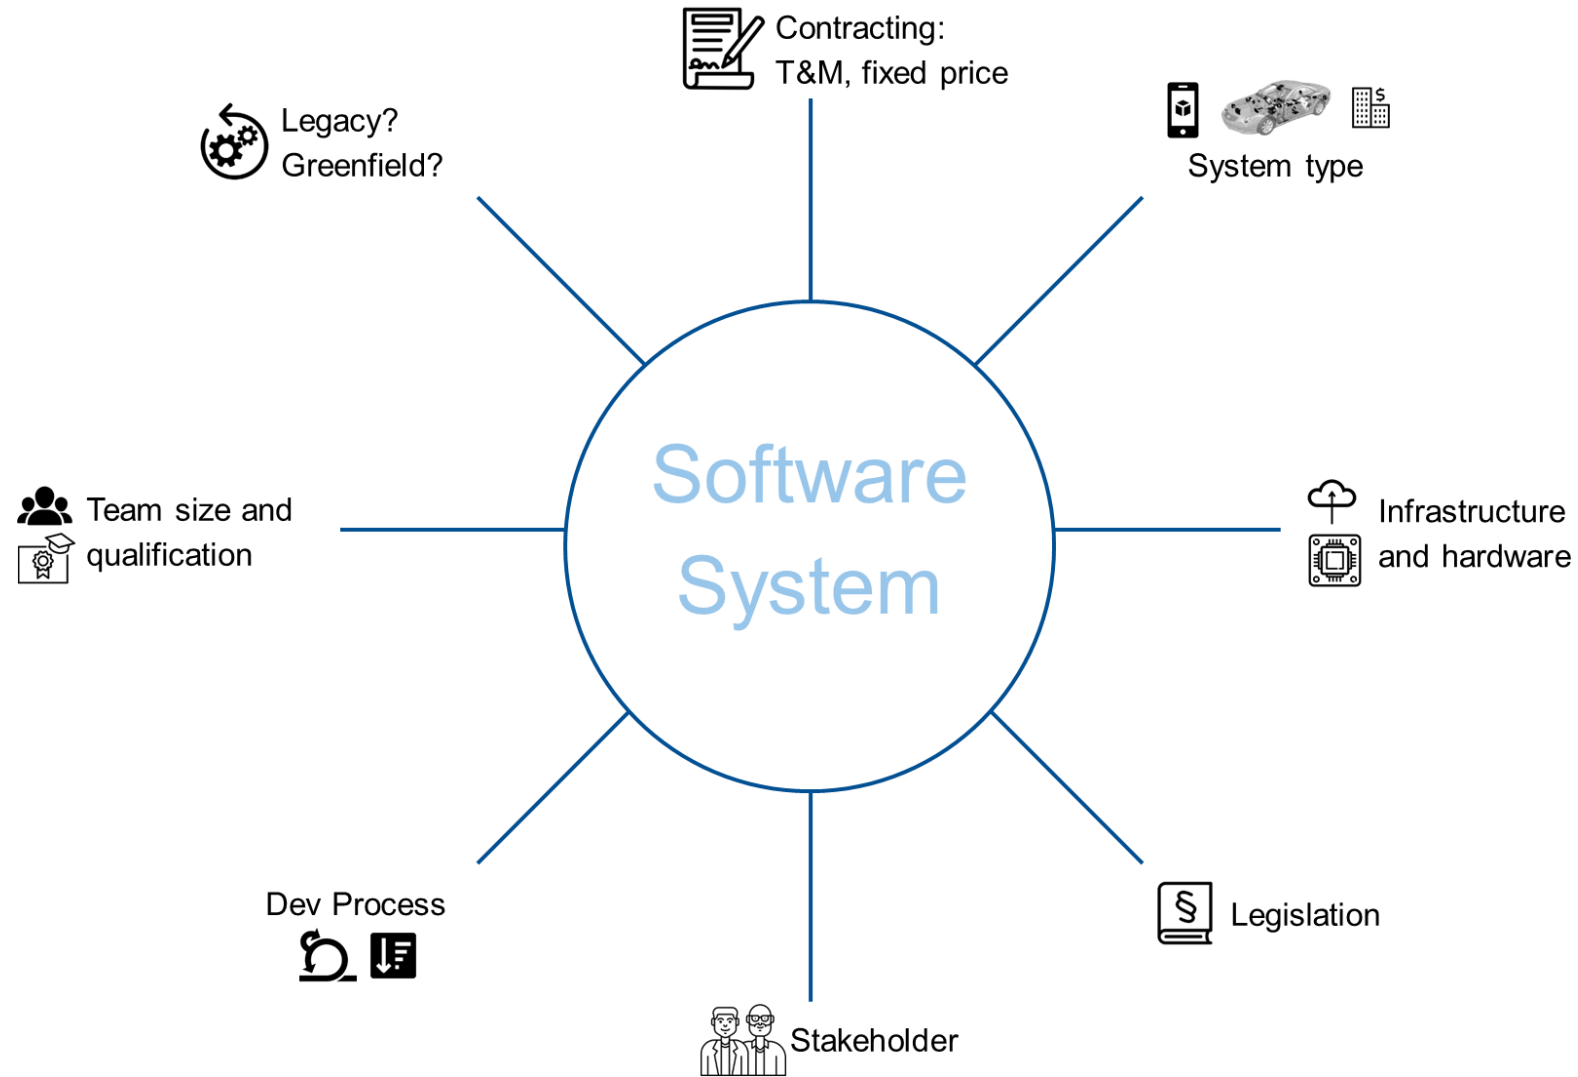 Contracting:
T&M, fixed price
Legacy?
Greenfield?
$
System type
Software
System
Team size and
qualification
Infrastructure
and hardware
Dev Process
§
Legislation
Stakeholder